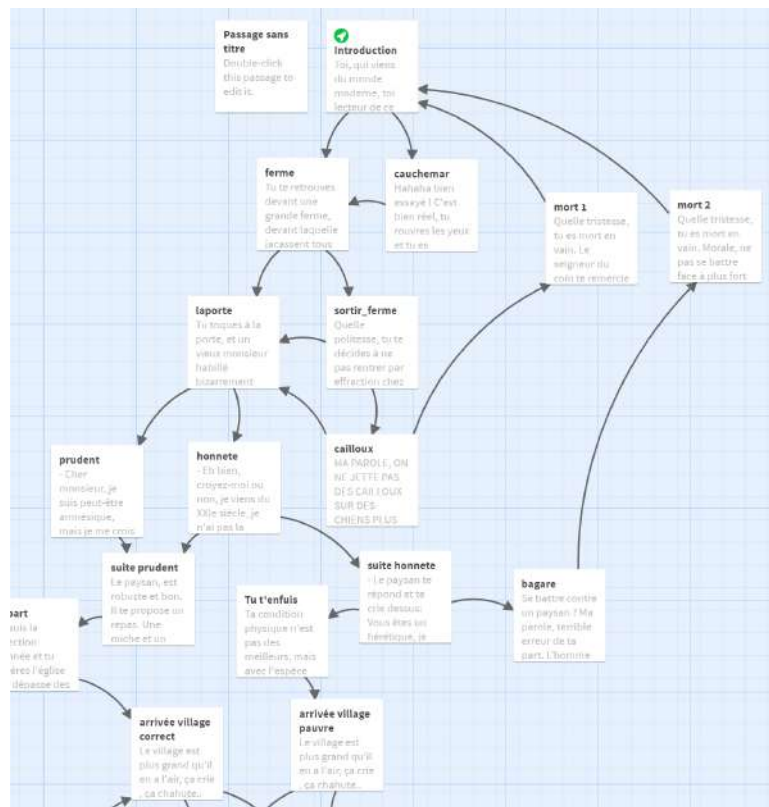 Passage sans
titre
Double-click
this passage to
edit it.
Introduction
Toi, qui viens
du monde
moderne, toi
lecteur de ce
ferme
Tu te retrouves
devant une
grande ferme,
devant laquelle
jacassent tous
cauchemar
Hahaha bien
essayé ! C'est
bien réel, tu
rouvres les yeux
et tu es
mort 1
Quelle tristesse,
tu es mort en
vain. Le
seigneur du
coin te remercie
mort 2
Quelle tristesse,
tu es mort en
vain. Morale, ne
pas se battre
face à plus fort
laporte
Tu toques à la
porte, et un
vieux monsieur
habillé
bizarrement
sortir_ferme
Quelle
politesse, tu te
décides à ne
pas rentrer par
effraction chez
prudent
- Cher
monsieur, je
suis peut-être
amnésique,
mais je me crois
honnete
- Eh bien,
croyez-moi ou
non, je viens du
XXIe siècle, je
n'ai pas la
cailloux
MA PAROLE, ON
NE JETTE PAS
DES CAILLOUX
SUR DES
CHIENS PLUS
suite prudent
Le paysan, est
robuste et bon.
Il te propose un
repas. Une
miche et un
suite honnete
- Le paysan te
répond et te
crie dessus:
Vous êtes un
hérétique, je
bagare
Se battre contre
un paysan ? Ma
parole, terrible
erreur de ta
part. L'homme
Tu t'enfuis
Ta condition
physique n'est
pas des
meilleurs, mais
avec l'espèce
part
uis la
ection
nnée et tu
ères l'église
dépasse des
arrivée village
correct
Le village est
plus grand qu'il
en a l'air, ça crie
, ça chahute..
arrivée village
pauvre
Le village est
plus grand qu'il
en a l'air, ça crie
, ça chahute..